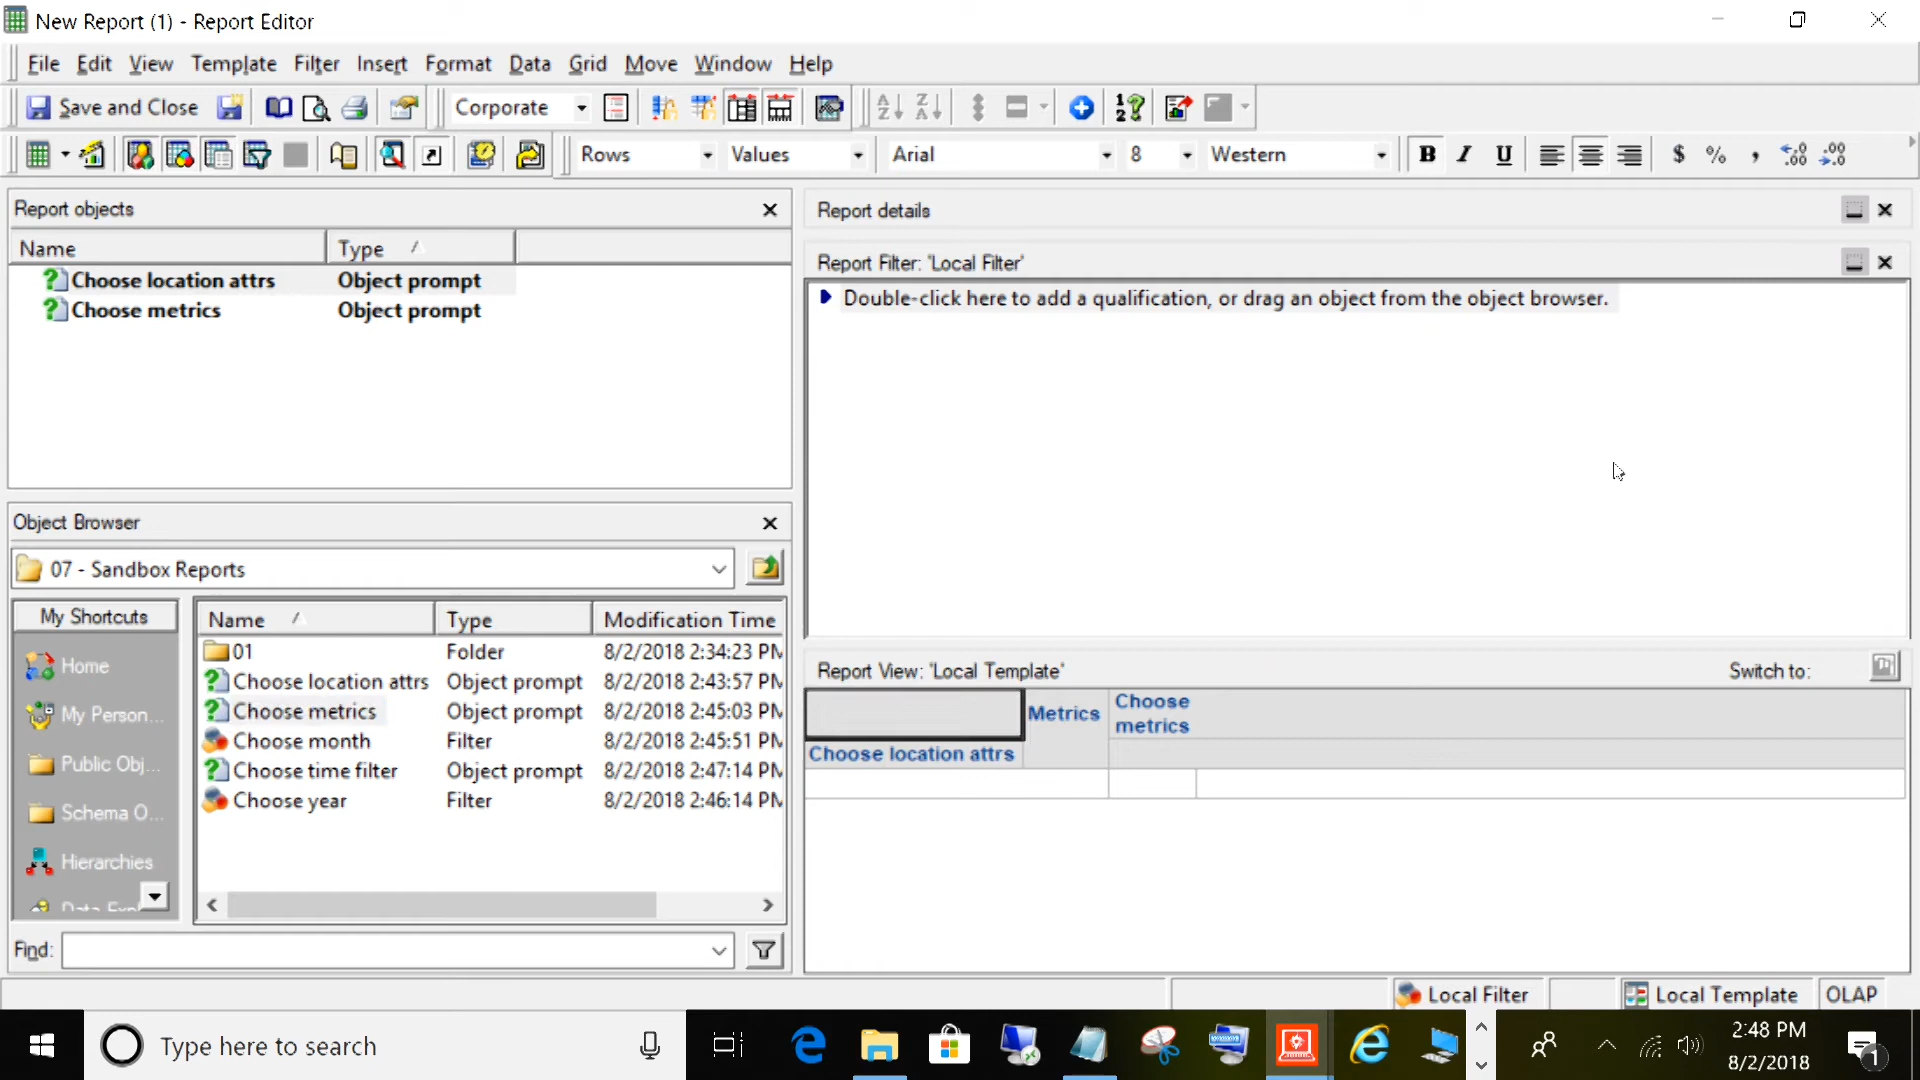 New Report (1) - Report Editor
File Edit View Template Filter Insert Format Data Grid Move Window Help
Save and Close Corporate
Rows Values Arial 8 Western B I U $ % ,
Report objects
Name Type
Choose location attrs Object prompt
Choose metrics Object prompt
Object Browser
07 - Sandbox Reports
My Shortcuts
Home
My Person...
Public Obj...
Schema O...
Hierarchies
Name Type Modification Time
01 Folder 8/2/2018 2:34:23 PM
Choose location attrs Object prompt 8/2/2018 2:43:57 PM
Choose metrics Object prompt 8/2/2018 2:45:03 PM
Choose month Filter 8/2/2018 2:45:51 PM
Choose time filter Object prompt 8/2/2018 2:47:14 PM
Choose year Filter 8/2/2018 2:46:14 PM
Find:
Report details
Report Filter: 'Local Filter'
Double-click here to add a qualification, or drag an object from the object browser.
Report View: 'Local Template' Switch to:
Metrics Choose
metrics
Choose location attrs
Local Filter Local Template OLAP
Type here to search
2:48 PM
8/2/2018
1